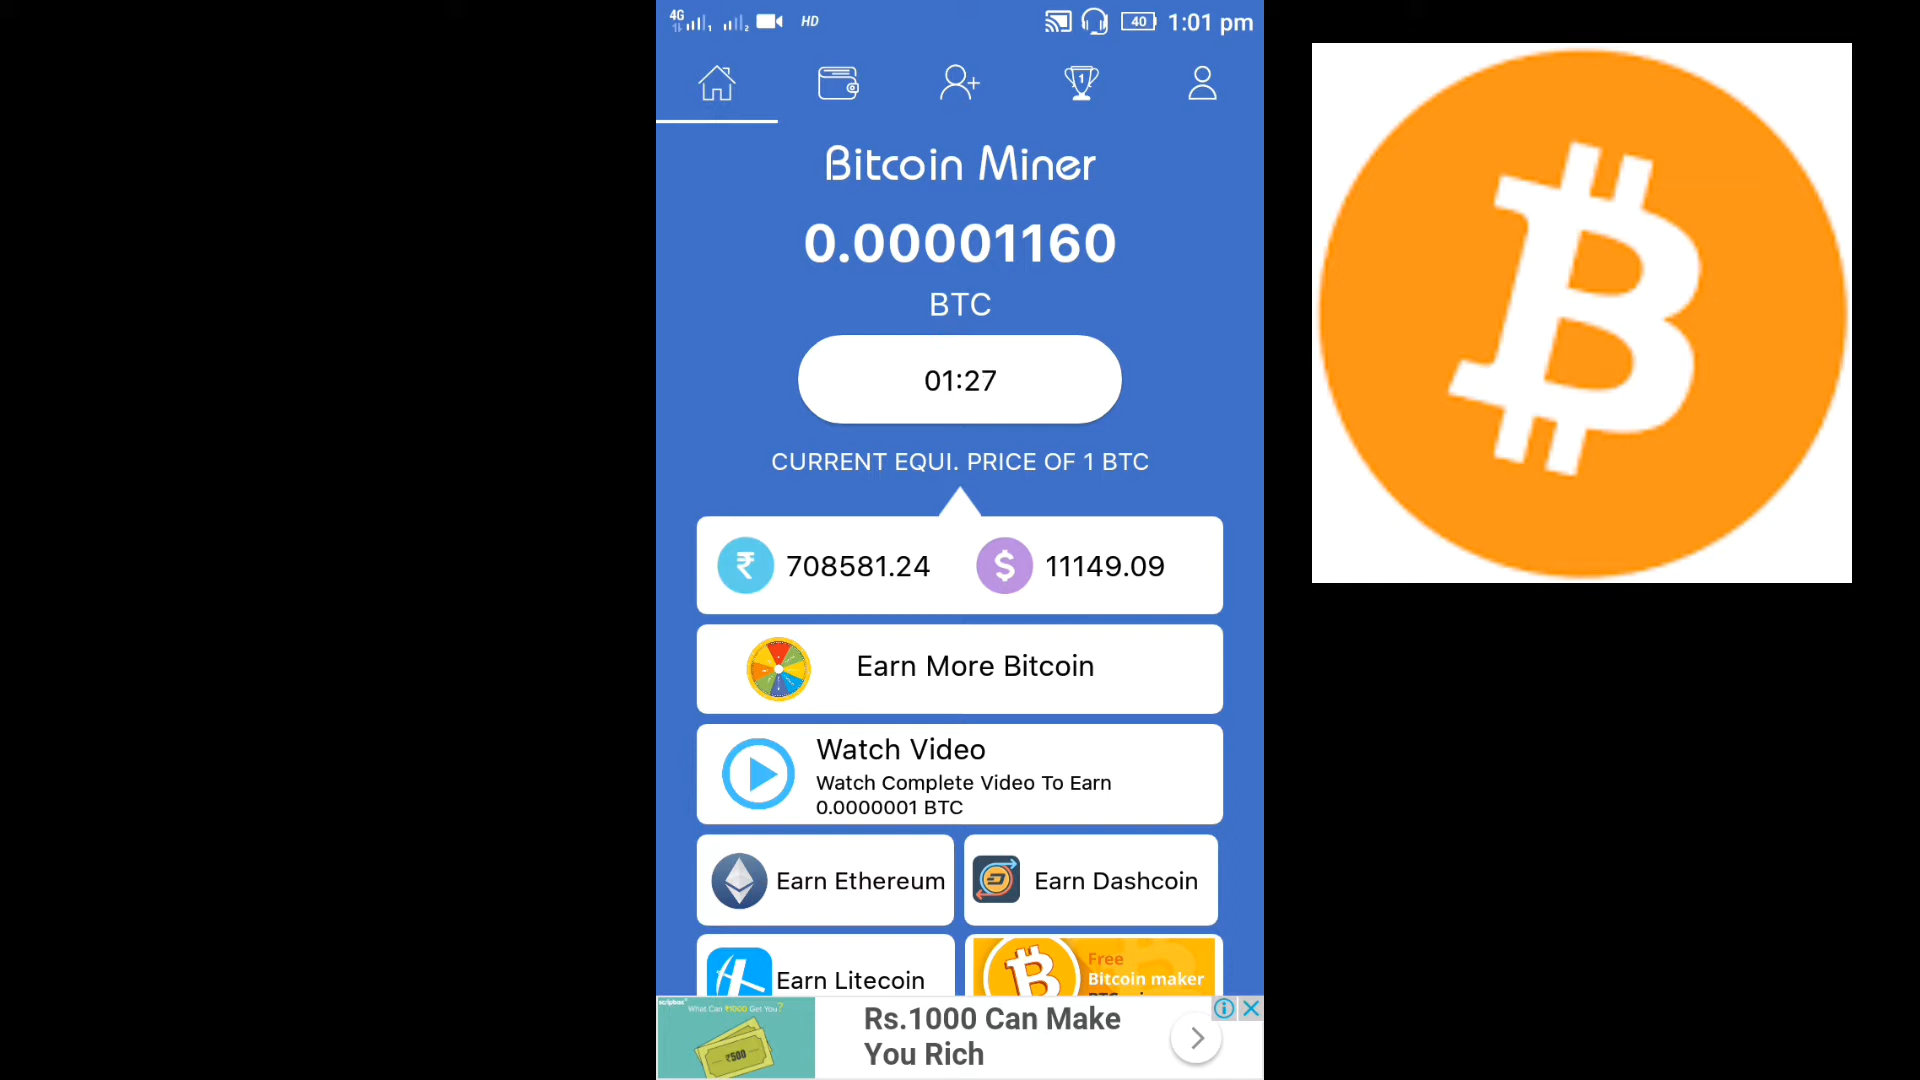 4G
HD
40
1:01 pm
1
Bitcoin Miner
0.00001160
BTC
01:27
CURRENT EQUI. PRICE OF 1 BTC
₹ 708581.24
$ 11149.09
Earn More Bitcoin
Watch Video
Watch Complete Video To Earn
0.0000001 BTC
Earn Ethereum
Earn Dashcoin
Earn Litecoin
Free
Bitcoin maker
What Can ₹1000 Get You?
₹500
Rs.1000 Can Make
You Rich